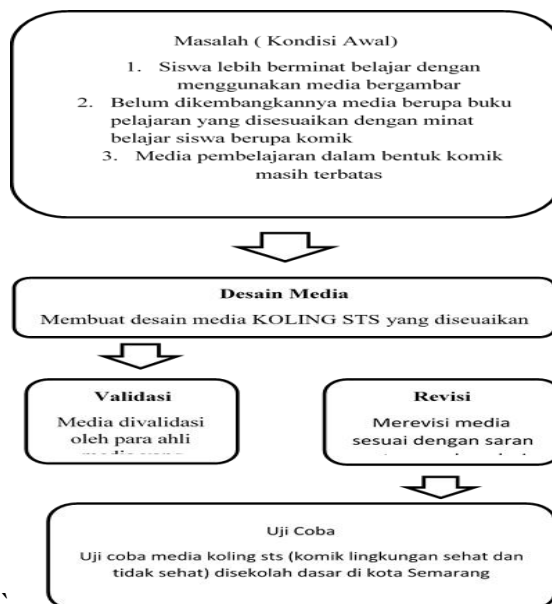 Masalah ( Kondisi Awal)
1. Siswa lebih berminat belajar dengan
menggunakan media bergambar
2. Belum dikembangkannya media berupa buku
pelajaran yang disesuaikan dengan minat
belajar siswa berupa komik
3. Media pembelajaran dalam bentuk komik
masih terbatas
Desain Media
Membuat desain media KOLING STS yang diseuaikan
Validasi
Media divalidasi
oleh para ahli
Revisi
Merevisi media
sesuai dengan saran
Uji Coba
Uji coba media koling sts (komik lingkungan sehat dan
tidak sehat) disekolah dasar di kota Semarang